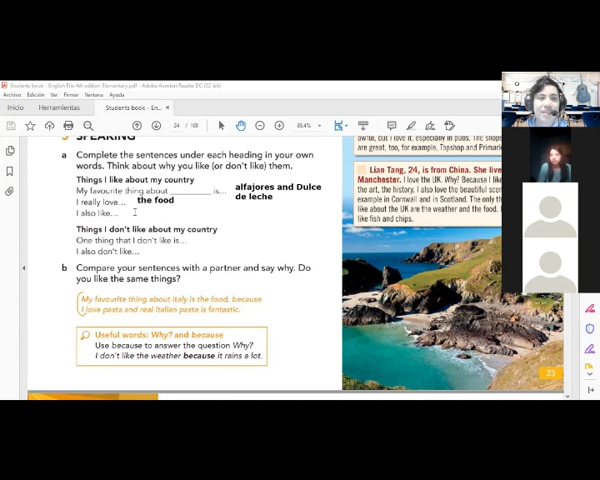 Students book - English File 4th edition Elementary.pdf - Adobe Acrobat Reader DC (32-bit)
Archivo Edición Ver Firmar Ventana Ayuda
Inicio Herramientas Students book - En... ×
24 / 169 89,4%
SPEAKING
a Complete the sentences under each heading in your own
words. Think about why you like (or don't like) them.
Things I like about my country
My favourite thing about ________ is... alfajores and Dulce
de leche
I really love... the food
I also like...
Things I don't like about my country
One thing that I don't like is...
I also don't like...
b Compare your sentences with a partner and say why. Do
you like the same things?
My favourite thing about Italy is the food, because
I love pasta and real Italian pasta is fantastic.
Useful words: Why? and because
Use because to answer the question Why?
I don't like the weather because it rains a lot.
awful, but I love it, especially in pubs. The shops
are great, too, for example, Topshop and Primark
Lian Tang, 24, is from China. She lives
Manchester. I love the UK. Why? Because I like
the art, the history. I also love the beautiful scen
example in Cornwall and in Scotland. The only th
like about the UK are the weather and the food. I
like fish and chips.
23